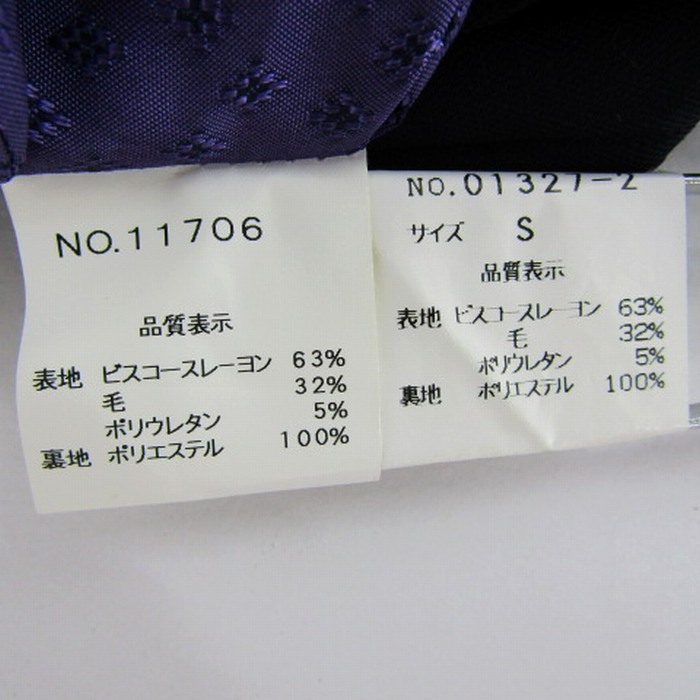 NO.11706
品質表示
表地 ビスコースレーヨン 63%
毛 32%
ポリウレタン 5%
裏地 ポリエステル 100%
NO.01327-2
サイズ S
品質表示
表地 ビスコースレーヨン 63%
毛 32%
ポリウレタン 5%
裏地 ポリエステル 100%